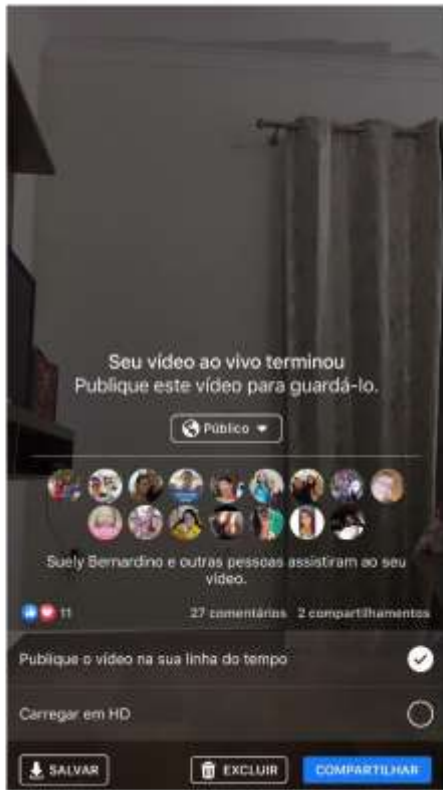 Seu vídeo ao vivo terminou
Publique este vídeo para guardá-lo.
Público
Suely Bernardino e outras pessoas assistiram ao seu
vídeo.
11 27 comentários 2 compartilhamentos
Publique o vídeo na sua linha do tempo
Carregar em HD
SALVAR EXCLUIR COMPARTILHAR